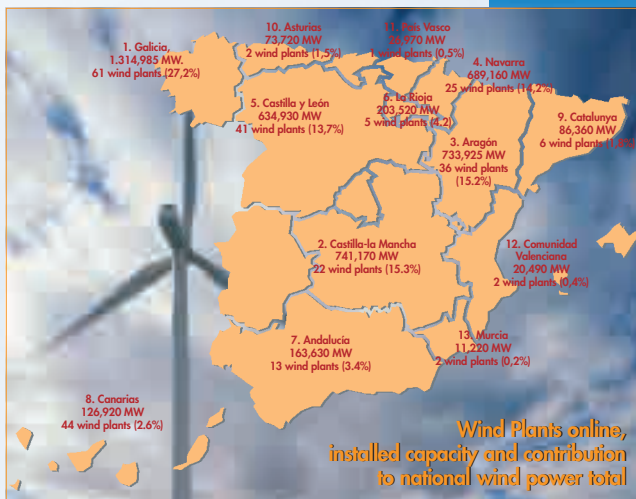 10. Asturias
73,720 MW
2 wind plants (1,5%)
11. País Vasco
970 MW
1 wind plants (0,5%)
1. Galicia,
1.314,985 MW.
61 wind plants (27,2%)
4. Navarra
689,160 MW
25 wind plants (14,2%)
5. Castilla y León
634,930 MW
41 wind plants (13,7%)
6. La Rioja
203,520 MW
5 wind plants (4,2)
9. Catalunya
86,360 MW
6 wind plants
3. Aragón
733,925 MW
36 wind plants
(15.2%)
2. Castilla-la Mancha
741,170 MW
22 wind plants (15.3%)
12. Comunidad
Valenciana
20,490 MW
2 wind plants (0,4%)
13. Murcia
11,220 MW
2 wind plants (0,2%)
7. Andalucía
163,630 MW
13 wind plants (3.4%)
8. Canarias
126,920 MW
44 wind plants (2.6%)
Wind Plants online,
installed capacity and contribution
to national wind power total